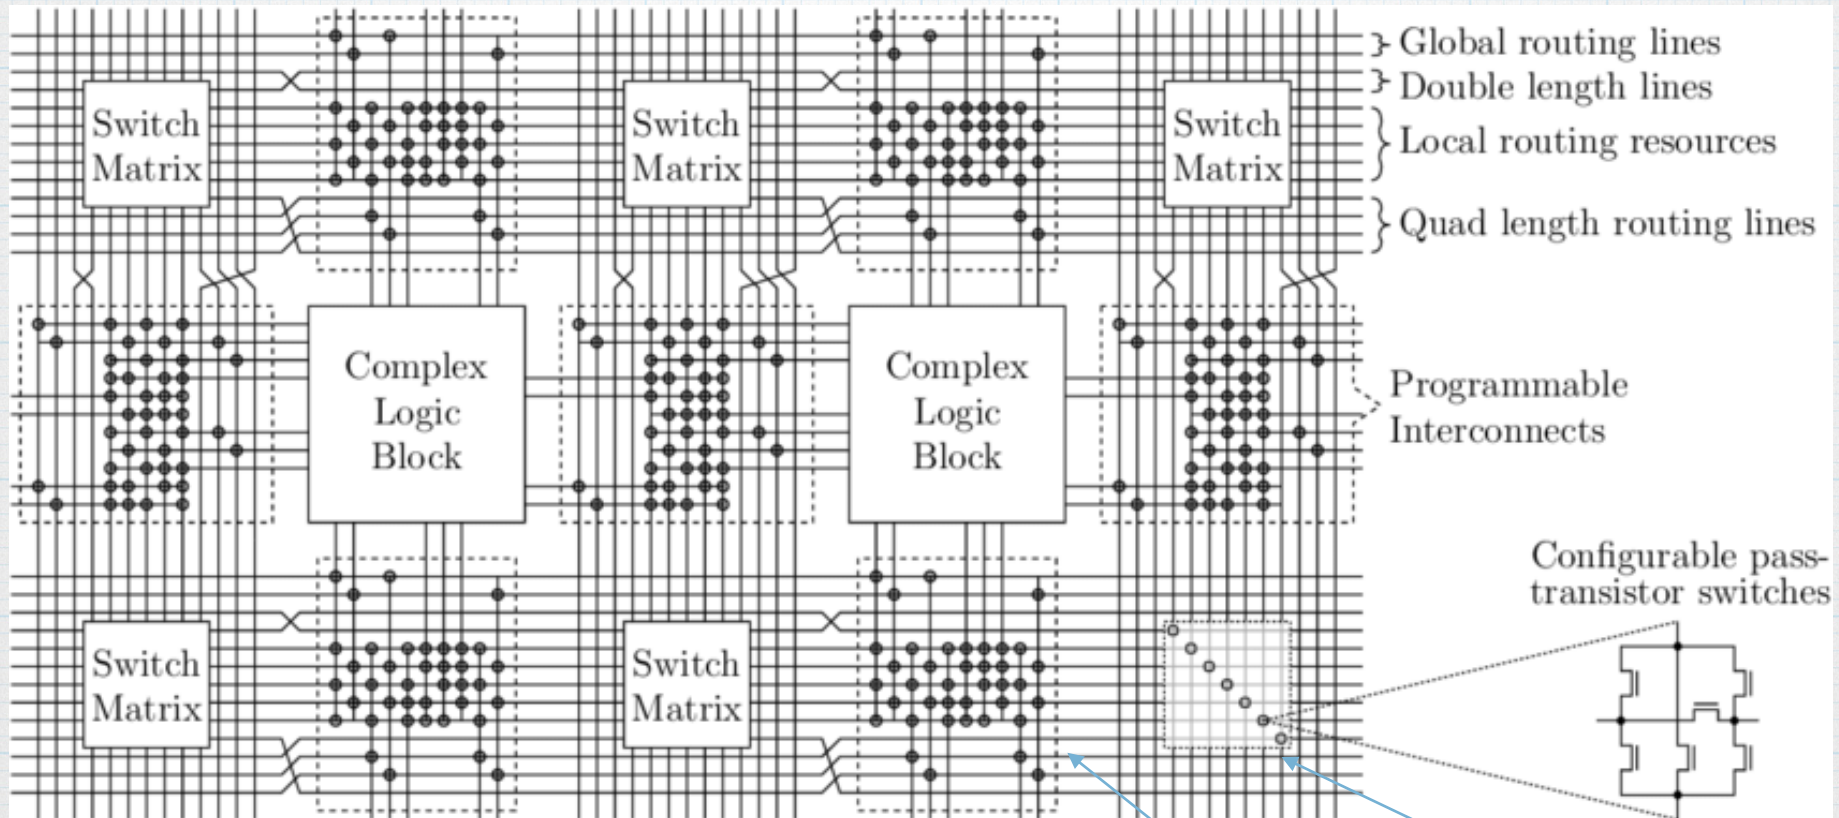 Global routing lines
Double length lines
Switch
Matrix
Switch
Matrix
Switch
Matrix
Local routing resources
Quad length routing lines
Complex
Logic
Block
Complex
Logic
Block
Programmable
Interconnects
Configurable pass-
transistor switches
Switch
Matrix
Switch
Matrix